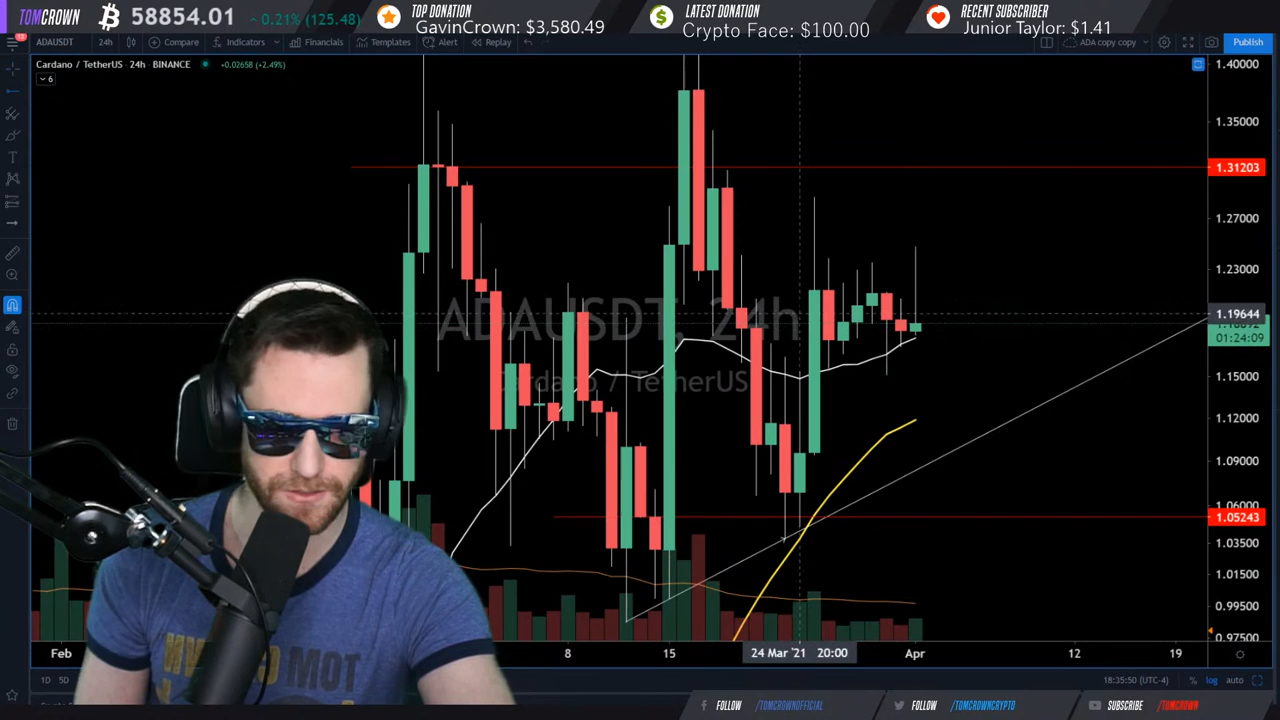 TOMCROWN
58854.01
0.21% (125.48)
TOP DONATION
GavinCrown: $3,580.49
LATEST DONATION
Crypto Face: $100.00
RECENT SUBSCRIBER
Junior Taylor: $1.41
ADAUSDT
24h
Compare
Indicators
Financials
Templates
Alert
Replay
ADA copy copy
Publish
Cardano / TetherUS · 24h · BINANCE
+0.02658 (+2.49%)
6
1.40000
1.35000
1.31203
1.27000
1.23000
1.19644
01:24:09
1.15000
1.12000
1.09000
1.06000
1.05243
1.03500
1.01500
0.99500
0.97500
ADAUSDT, 24h
Cardano / TetherUS
Feb
8
15
24 Mar '21 20:00
Apr
12
19
1D
5D
18:35:50 (UTC-4)
%
log
auto
FOLLOW
/TOMCROWNOFFICIAL
FOLLOW
/TOMCROWNCRYPTO
SUBSCRIBE
/TOMCROWN